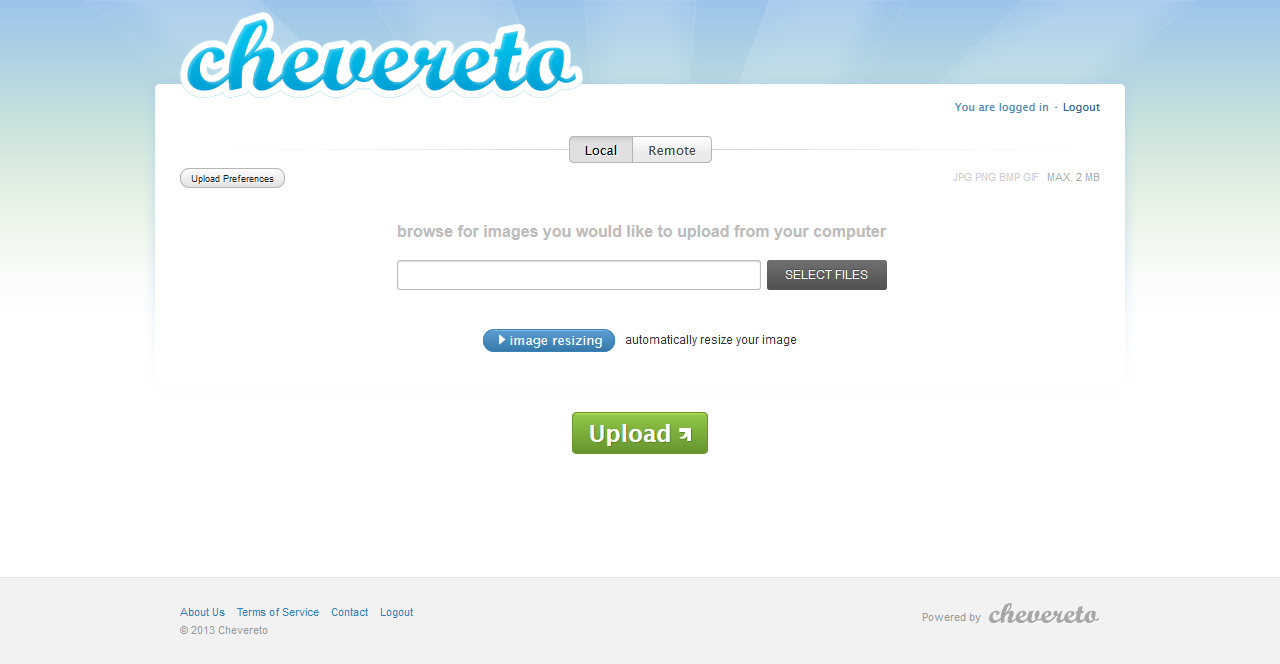 chevereto
You are logged in - Logout
Local Remote
Upload Preferences JPG PNG BMP GIF MAX. 2 MB
browse for images you would like to upload from your computer
SELECT FILES
image resizing automatically resize your image
Upload
About Us Terms of Service Contact Logout
© 2013 Chevereto
Powered by chevereto